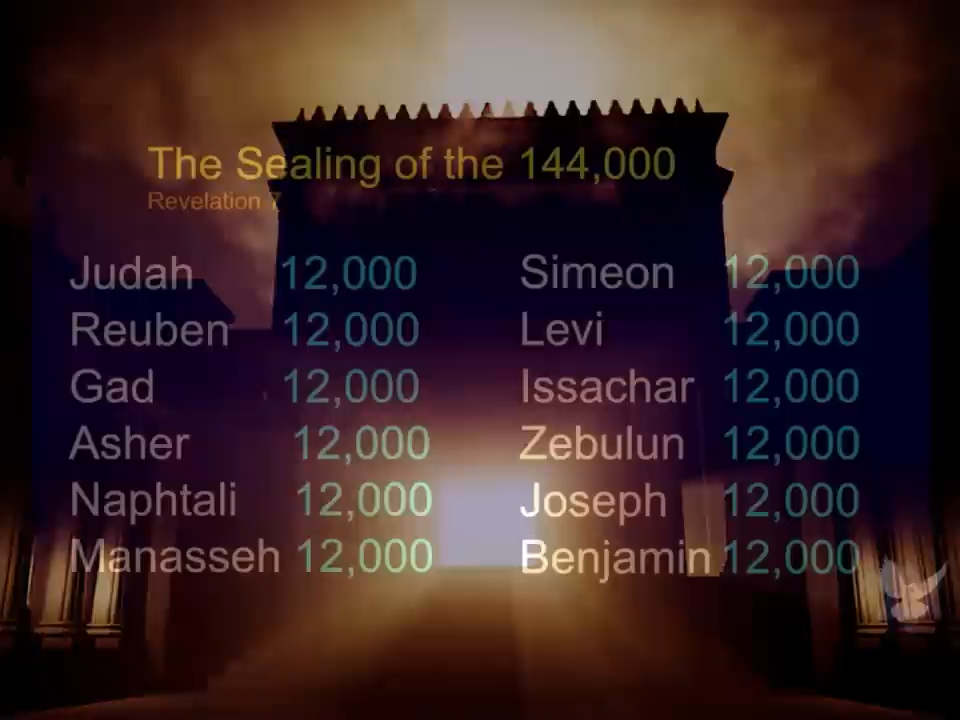 The Sealing of the 144,000
Revelation 7
Judah 12,000 Simeon 12,000
Reuben 12,000 Levi 12,000
Gad 12,000 Issachar 12,000
Asher 12,000 Zebulun 12,000
Naphtali 12,000 Joseph 12,000
Manasseh 12,000 Benjamin 12,000